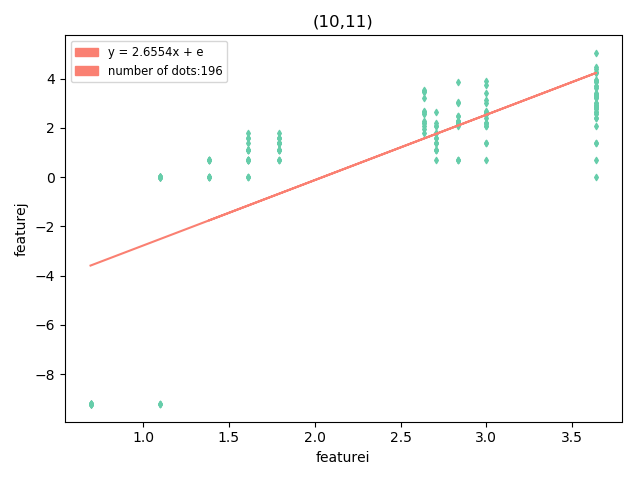 (10,11)
y = 2.6554x + e
number of dots:196
4
2
0
−2
−4
−6
−8
featurej
1.0 1.5 2.0 2.5 3.0 3.5
featurei